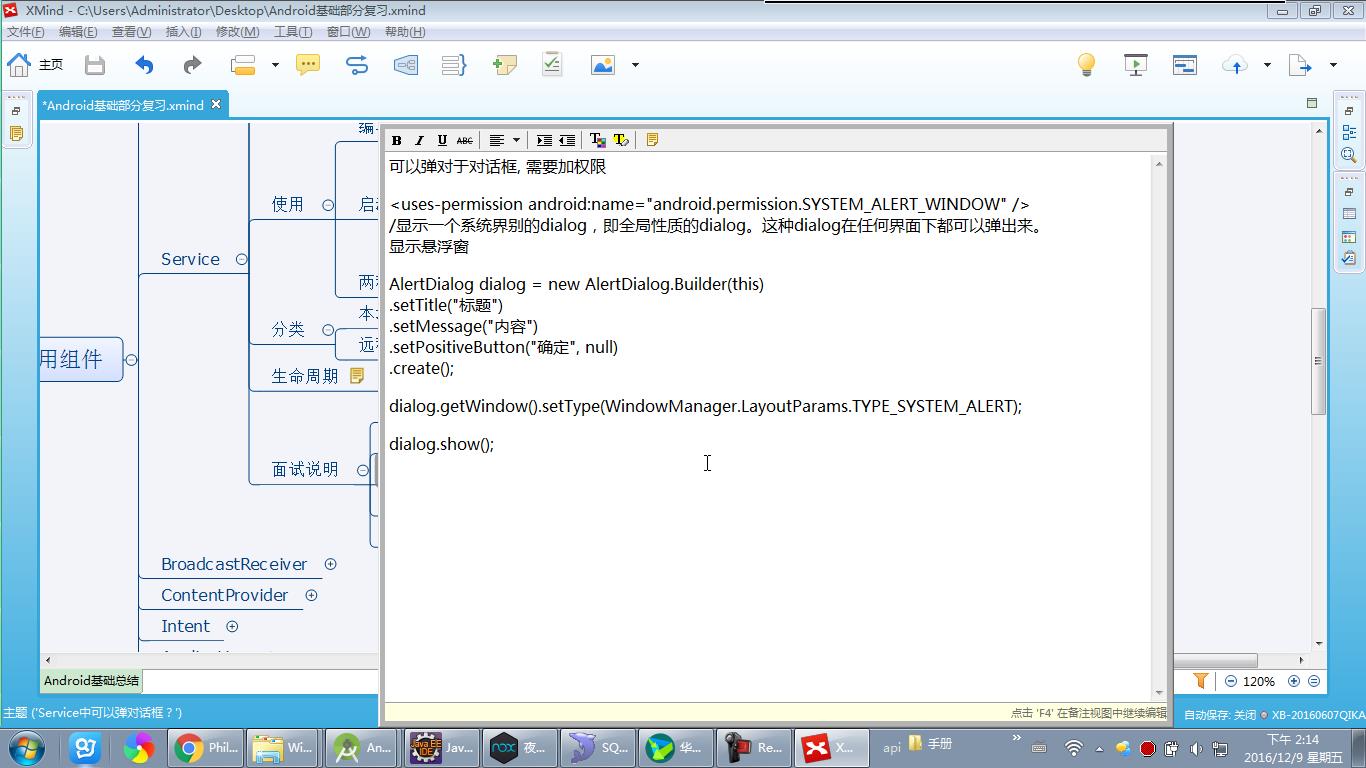 XMind - C:\Users\Administrator\Desktop\Android基础部分复习.xmind
文件(F) 编辑(E) 查看(V) 插入(I) 修改(M) 工具(T) 窗口(W) 帮助(H)
主页
*Android基础部分复习.xmind
B I U ABC
可以弹对于对话框, 需要加权限
<uses-permission android:name="android.permission.SYSTEM_ALERT_WINDOW" />
/显示一个系统界别的dialog，即全局性质的dialog。这种dialog在任何界面下都可以弹出来。
显示悬浮窗
AlertDialog dialog = new AlertDialog.Builder(this)
.setTitle("标题")
.setMessage("内容")
.setPositiveButton("确定", null)
.create();
dialog.getWindow().setType(WindowManager.LayoutParams.TYPE_SYSTEM_ALERT);
dialog.show();
点击 'F4' 在备注视图中继续编辑
使用
Service
两种
分类
本
远程
用组件
生命周期
面试说明
BroadcastReceiver
ContentProvider
Intent
Android基础总结
120%
主题 ('Service中可以弹对话框？')
自动保存: 关闭 XB-20160607QIKA
Phil... Wi... An... Jav... 夜... SQ... 华... Re... X... api 手册
下午 2:14
2016/12/9 星期五